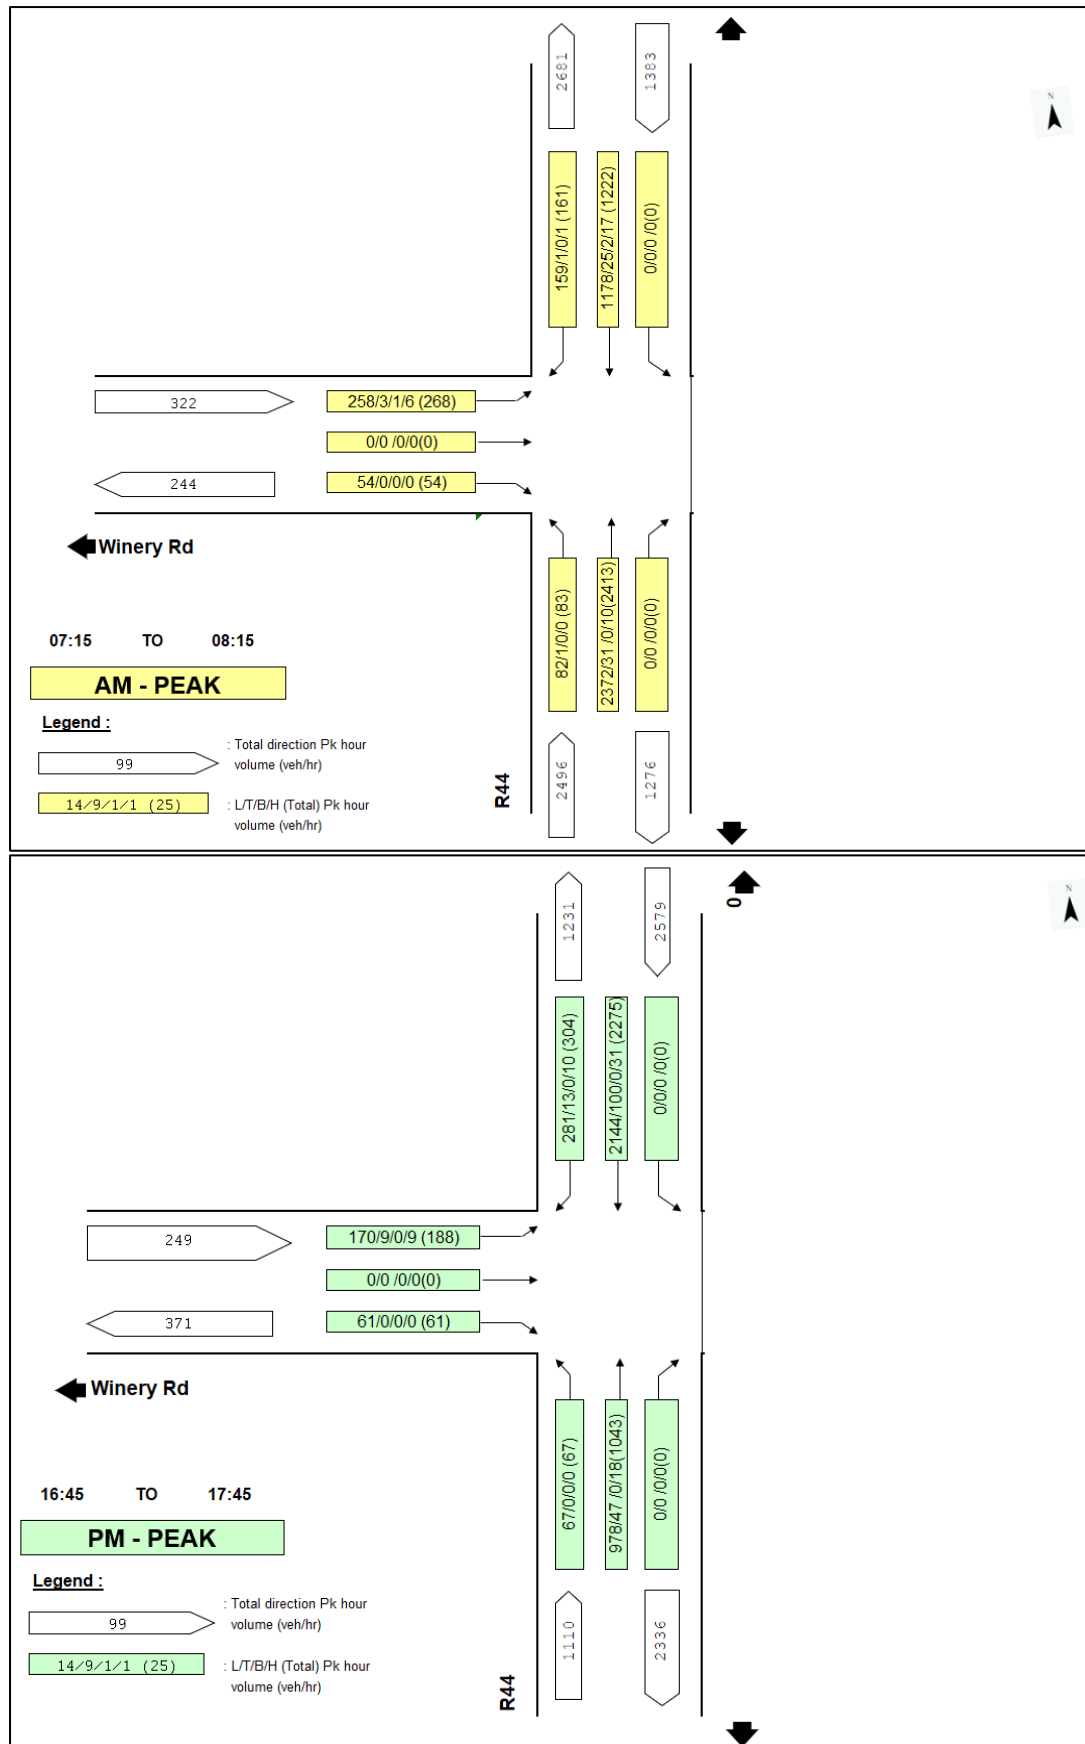 2681
1383
N
159/1/0/1 (161)
1178/25/2/17 (1222)
0/0/0 /0(0)
322
258/3/1/6 (268)
0/0 /0/0(0)
244
54/0/0/0 (54)
Winery Rd
82/1/0/0 (83)
2372/31 /0/10(2413)
0/0 /0/0(0)
07:15 TO 08:15
AM - PEAK
Legend :
99
: Total direction Pk hour
volume (veh/hr)
14/9/1/1 (25)
: L/T/B/H (Total) Pk hour
volume (veh/hr)
R44
2496
1276
1231
2579
0
N
281/13/0/10 (304)
2144/100/0/31 (2275)
0/0/0 /0(0)
249
170/9/0/9 (188)
0/0 /0/0(0)
371
61/0/0/0 (61)
Winery Rd
67/0/0/0 (67)
978/47 /0/18(1043)
0/0 /0/0(0)
16:45 TO 17:45
PM - PEAK
Legend :
99
: Total direction Pk hour
volume (veh/hr)
14/9/1/1 (25)
: L/T/B/H (Total) Pk hour
volume (veh/hr)
R44
1110
2336